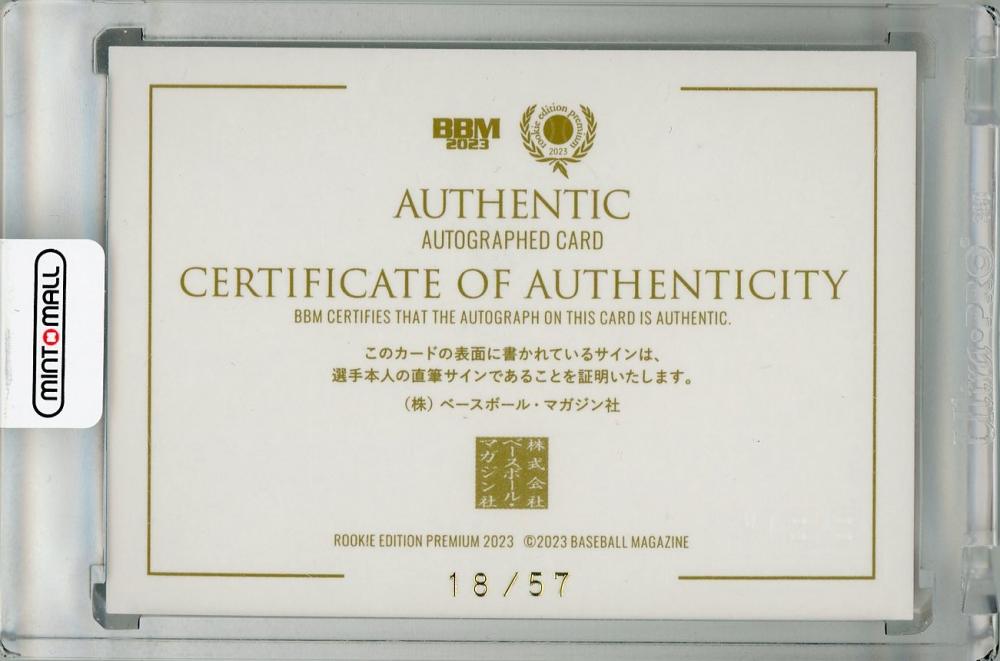 BBM
2023
rookie edition premium
2023
AUTHENTIC
AUTOGRAPHED CARD
CERTIFICATE OF AUTHENTICITY
BBM CERTIFIES THAT THE AUTOGRAPH ON THIS CARD IS AUTHENTIC.
このカードの表面に書かれているサインは、
選手本人の直筆サインであることを証明いたします。
（株）ベースボール・マガジン社
株式会社
ベースボール・
マガジン社
ROOKIE EDITION PREMIUM 2023 ©2023 BASEBALL MAGAZINE
18/57
MINTOMALL
UltraPRO